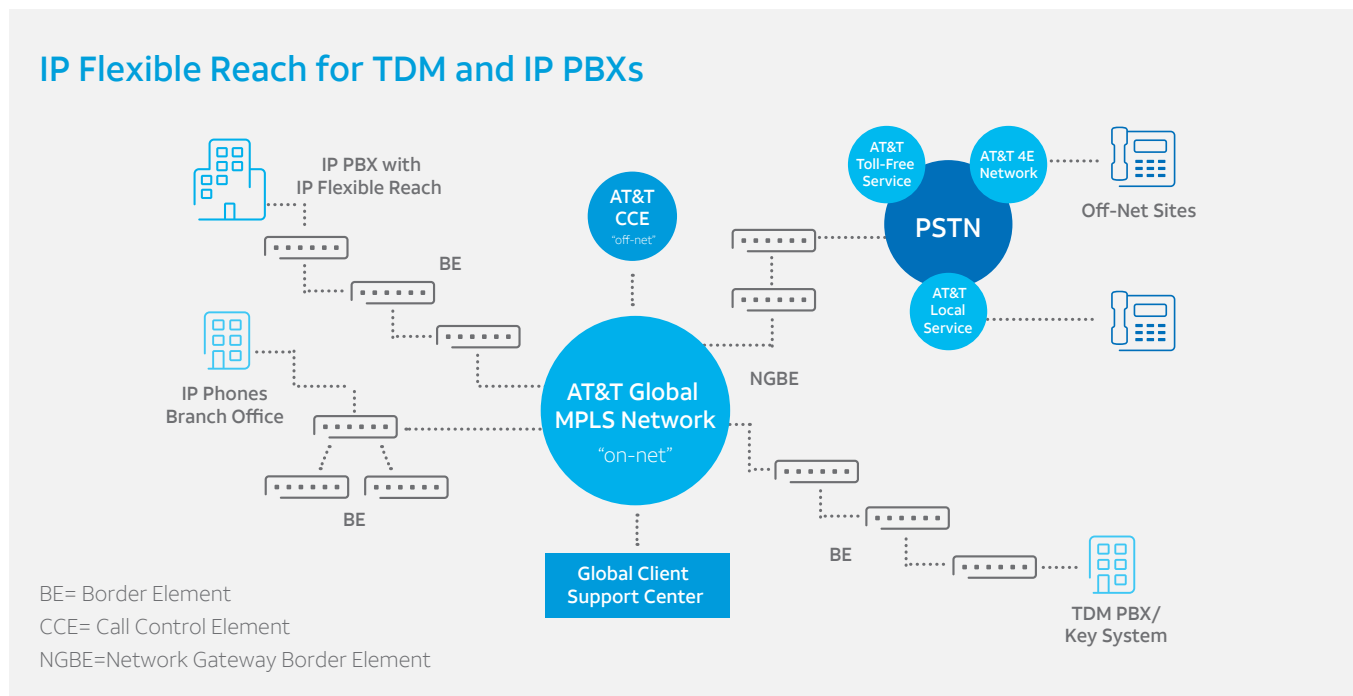 IP Flexible Reach for TDM and IP PBXs
IP PBX with
IP Flexible Reach
AT&T
CCE
“off-net”
AT&T
Toll-Free
Service
AT&T 4E
Network
PSTN
Off-Net Sites
BE
AT&T
Local
Service
IP Phones
Branch Office
NGBE
AT&T Global
MPLS Network
“on-net”
BE
BE
Global Client
Support Center
TDM PBX/
Key System
BE= Border Element
CCE= Call Control Element
NGBE=Network Gateway Border Element